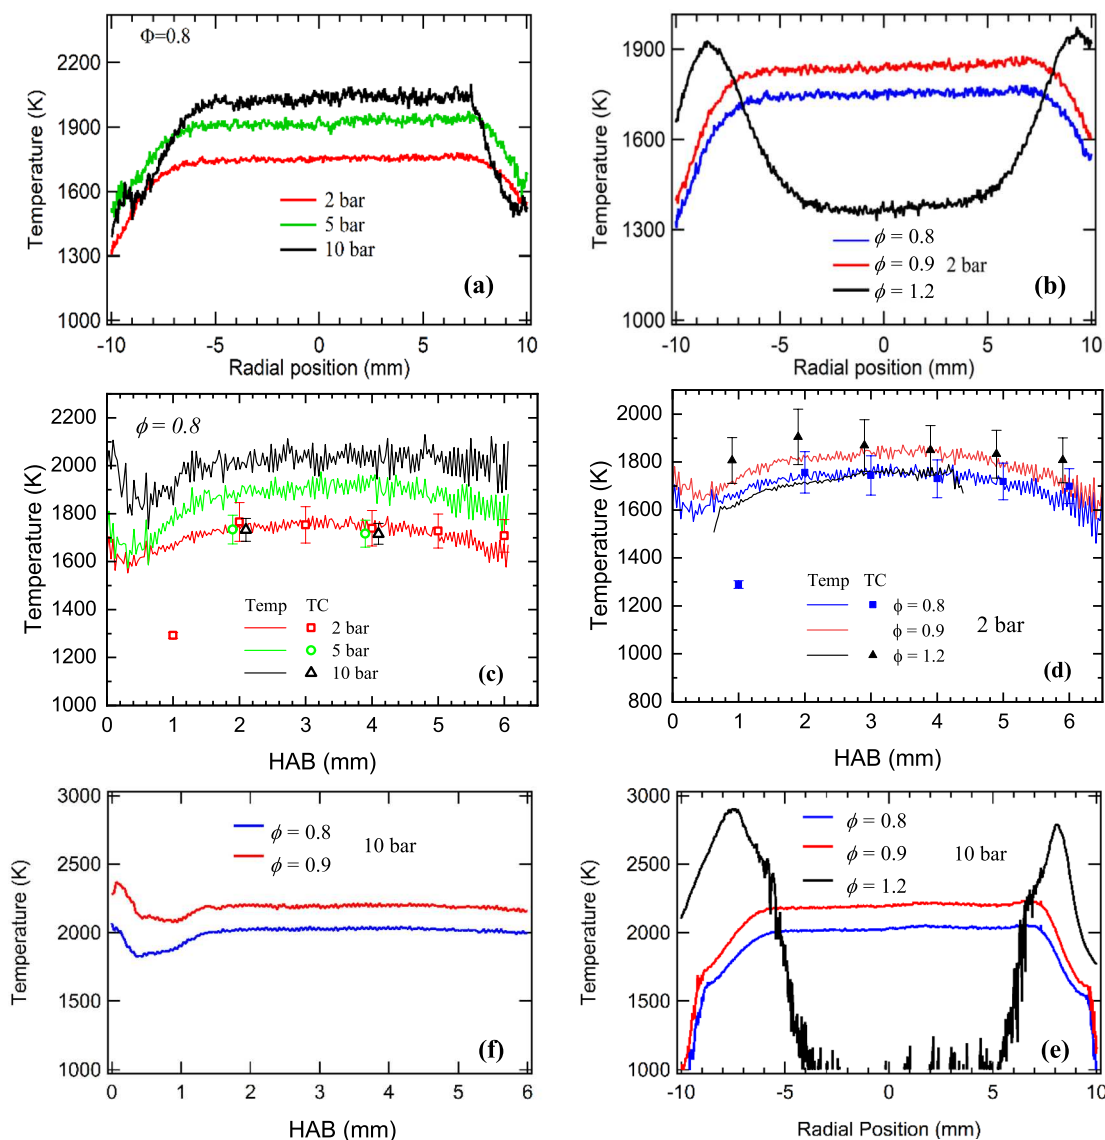 Φ=0.8
2200
1900
1600
1300
1000
Temperature (K)
2 bar
5 bar
10 bar
(a)
-10 -5 0 5 10
Radial position (mm)
1900
1600
1300
1000
Temperature (K)
ϕ = 0.8
ϕ = 0.9 2 bar
ϕ = 1.2
(b)
-10 -5 0 5 10
Radial position (mm)
ϕ = 0.8
2200
2000
1800
1600
1400
1200
1000
Temperature (K)
Temp TC
2 bar
5 bar
10 bar
(c)
0 1 2 3 4 5 6
HAB (mm)
2000
1800
1600
1400
1200
1000
800
Temperature (K)
Temp TC
ϕ = 0.8
ϕ = 0.9 2 bar
ϕ = 1.2
(d)
0 1 2 3 4 5 6
HAB (mm)
3000
2500
2000
1500
1000
Temperature (K)
ϕ = 0.8
ϕ = 0.9
10 bar
(f)
0 1 2 3 4 5 6
HAB (mm)
3000
2500
2000
1500
1000
Temperature (K)
ϕ = 0.8
ϕ = 0.9 10 bar
ϕ = 1.2
(e)
-10 -5 0 5 10
Radial Position (mm)